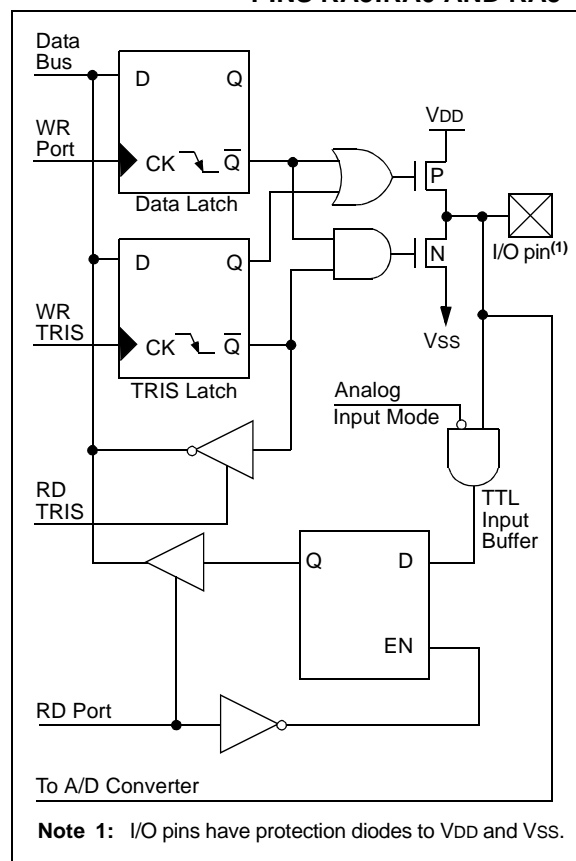 PINS RA3:RA0 AND RA5
Data
Bus
D
Q
VDD
WR
Port
CK
Q
P
Data Latch
I/O pin(1)
D
Q
N
WR
TRIS
CK
Q
VSS
TRIS Latch
Analog
Input Mode
RD
TRIS
TTL
Input
Buffer
Q
D
EN
RD Port
To A/D Converter
Note 1: I/O pins have protection diodes to VDD and VSS.